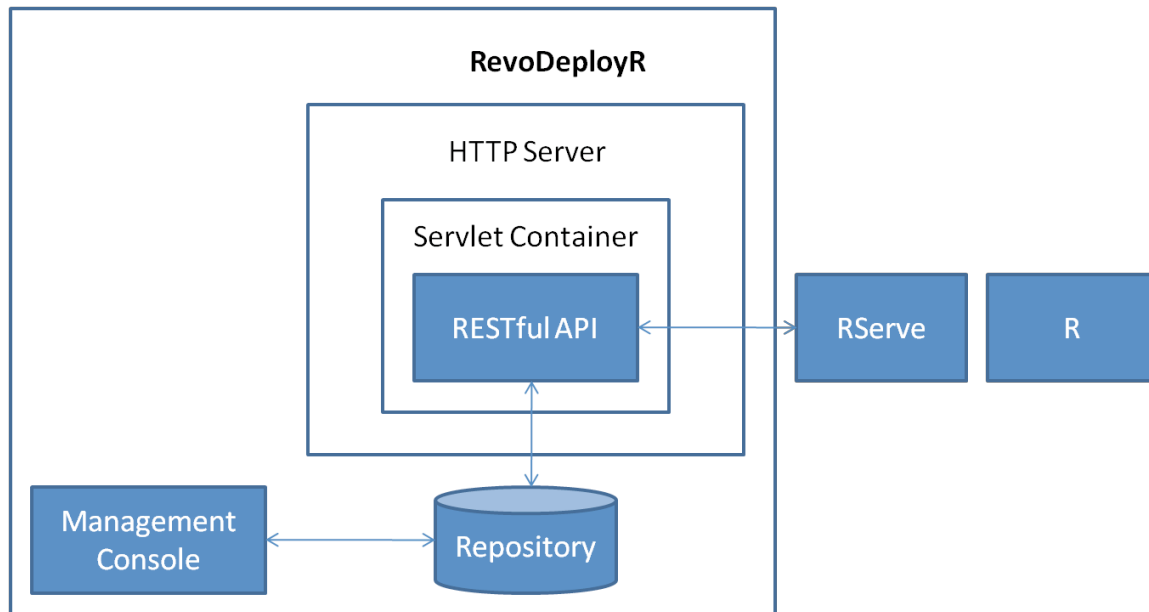 RevoDeployR
HTTP Server
Servlet Container
RESTful API
RServe
R
Management
Console
Repository